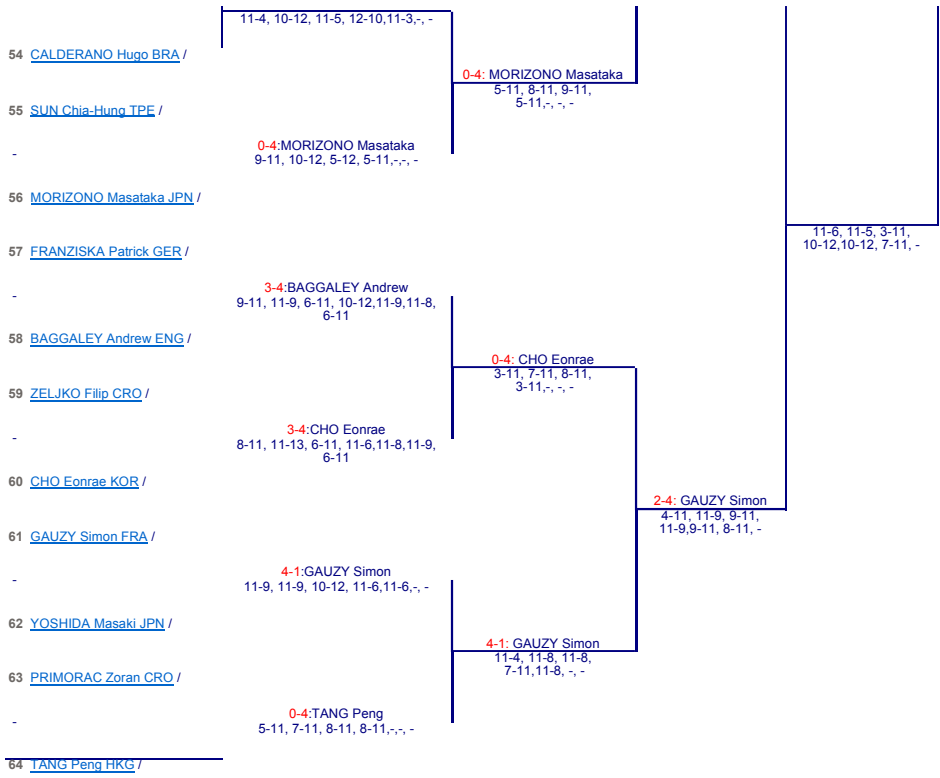 11-4, 10-12, 11-5, 12-10,11-3,-, -
54 CALDERANO Hugo BRA /
0-4: MORIZONO Masataka
5-11, 8-11, 9-11,
5-11,-, -, -
55 SUN Chia-Hung TPE /
- 0-4:MORIZONO Masataka
9-11, 10-12, 5-12, 5-11,-,-, -
56 MORIZONO Masataka JPN /
11-6, 11-5, 3-11,
10-12,10-12, 7-11, -
57 FRANZISKA Patrick GER /
- 3-4:BAGGALEY Andrew
9-11, 11-9, 6-11, 10-12,11-9,11-8,
6-11
58 BAGGALEY Andrew ENG /
0-4: CHO Eonrae
3-11, 7-11, 8-11,
3-11,-, -, -
59 ZELJKO Filip CRO /
- 3-4:CHO Eonrae
8-11, 11-13, 6-11, 11-6,11-8,11-9,
6-11
60 CHO Eonrae KOR /
2-4: GAUZY Simon
4-11, 11-9, 9-11,
11-9,9-11, 8-11, -
61 GAUZY Simon FRA /
- 4-1:GAUZY Simon
11-9, 11-9, 10-12, 11-6,11-6,-, -
62 YOSHIDA Masaki JPN /
4-1: GAUZY Simon
11-4, 11-8, 11-8,
7-11,11-8, -, -
63 PRIMORAC Zoran CRO /
- 0-4:TANG Peng
5-11, 7-11, 8-11, 8-11,-,-, -
64 TANG Peng HKG /